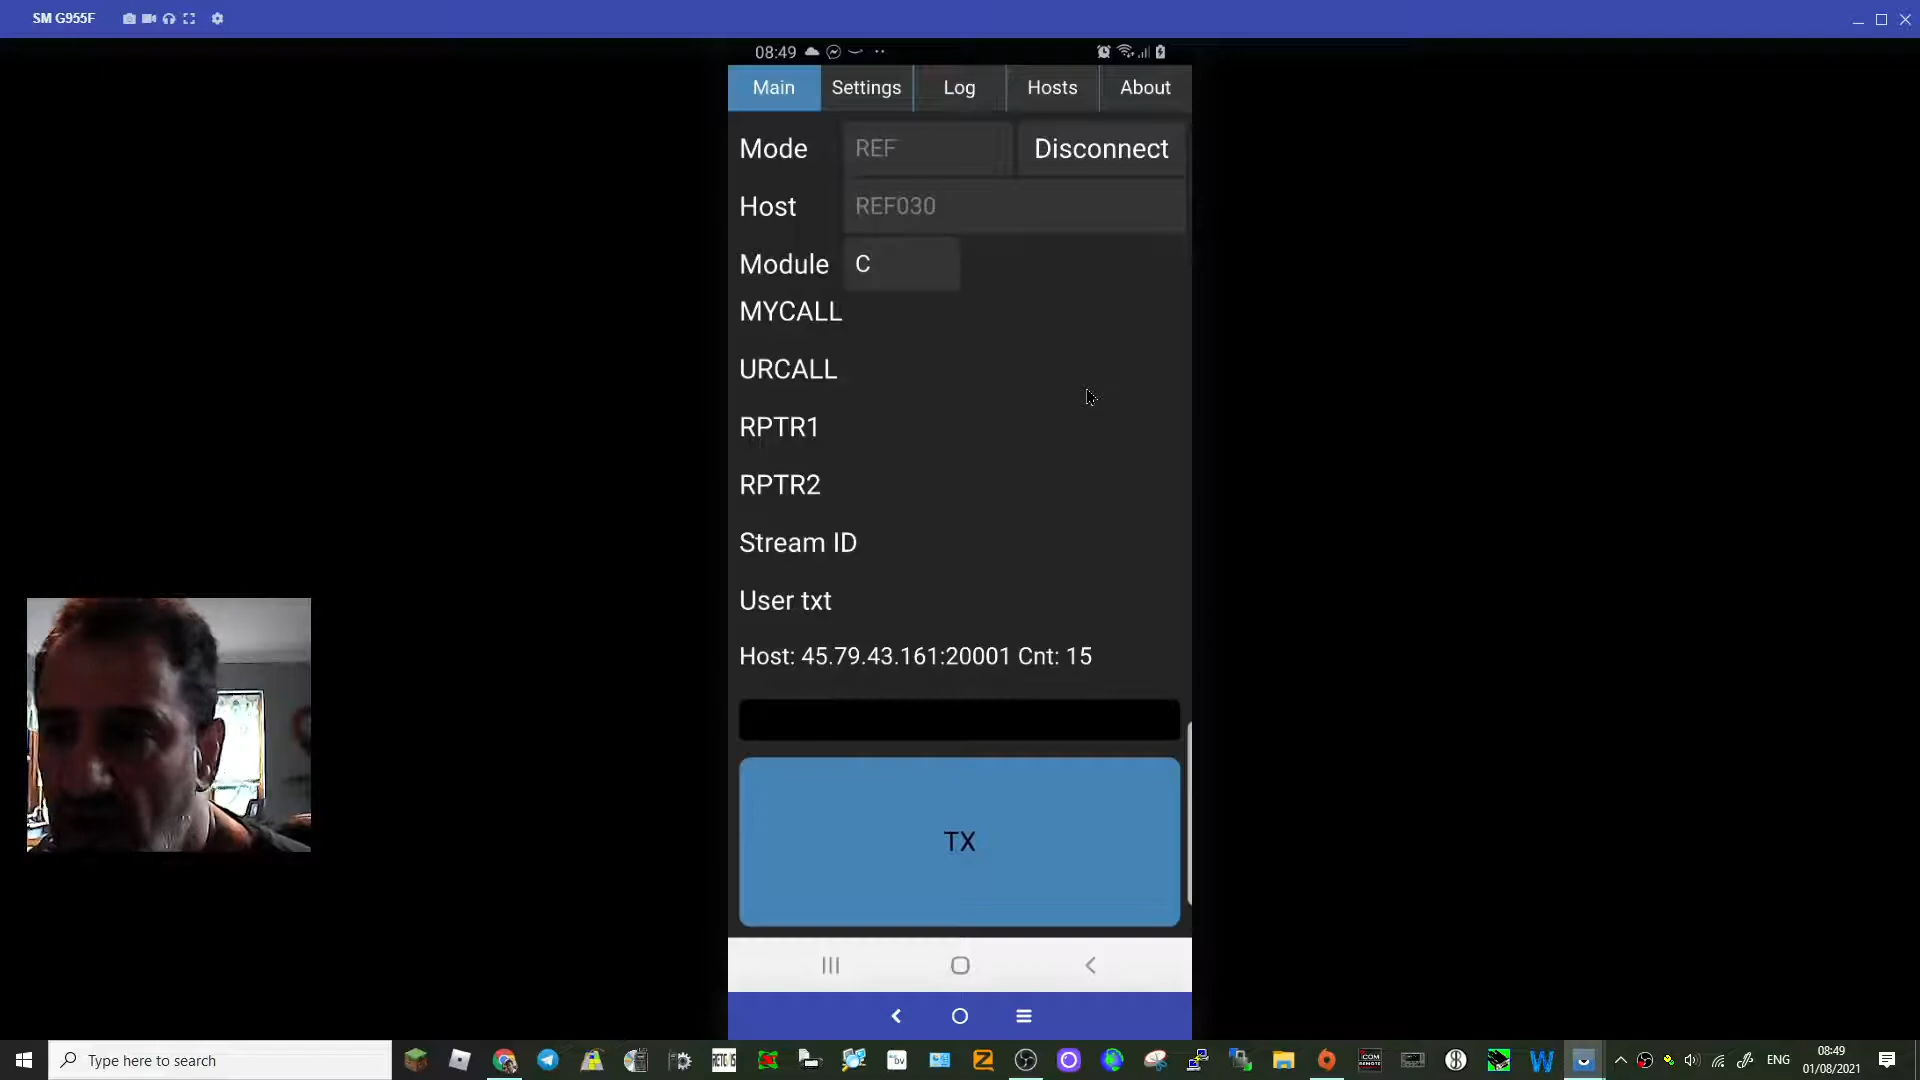 SM G955F
08:49
Main Settings Log Hosts About
Mode REF Disconnect
Host REF030
Module C
MYCALL
URCALL
RPTR1
RPTR2
Stream ID
User txt
Host: 45.79.43.161:20001 Cnt: 15
TX
Type here to search
ENG
08:49
01/08/2021